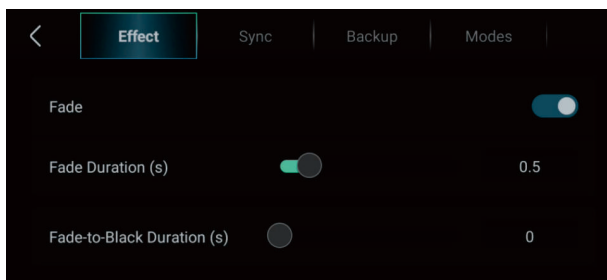 Effect Sync Backup Modes
Fade
Fade Duration (s) 0.5
Fade-to-Black Duration (s) 0